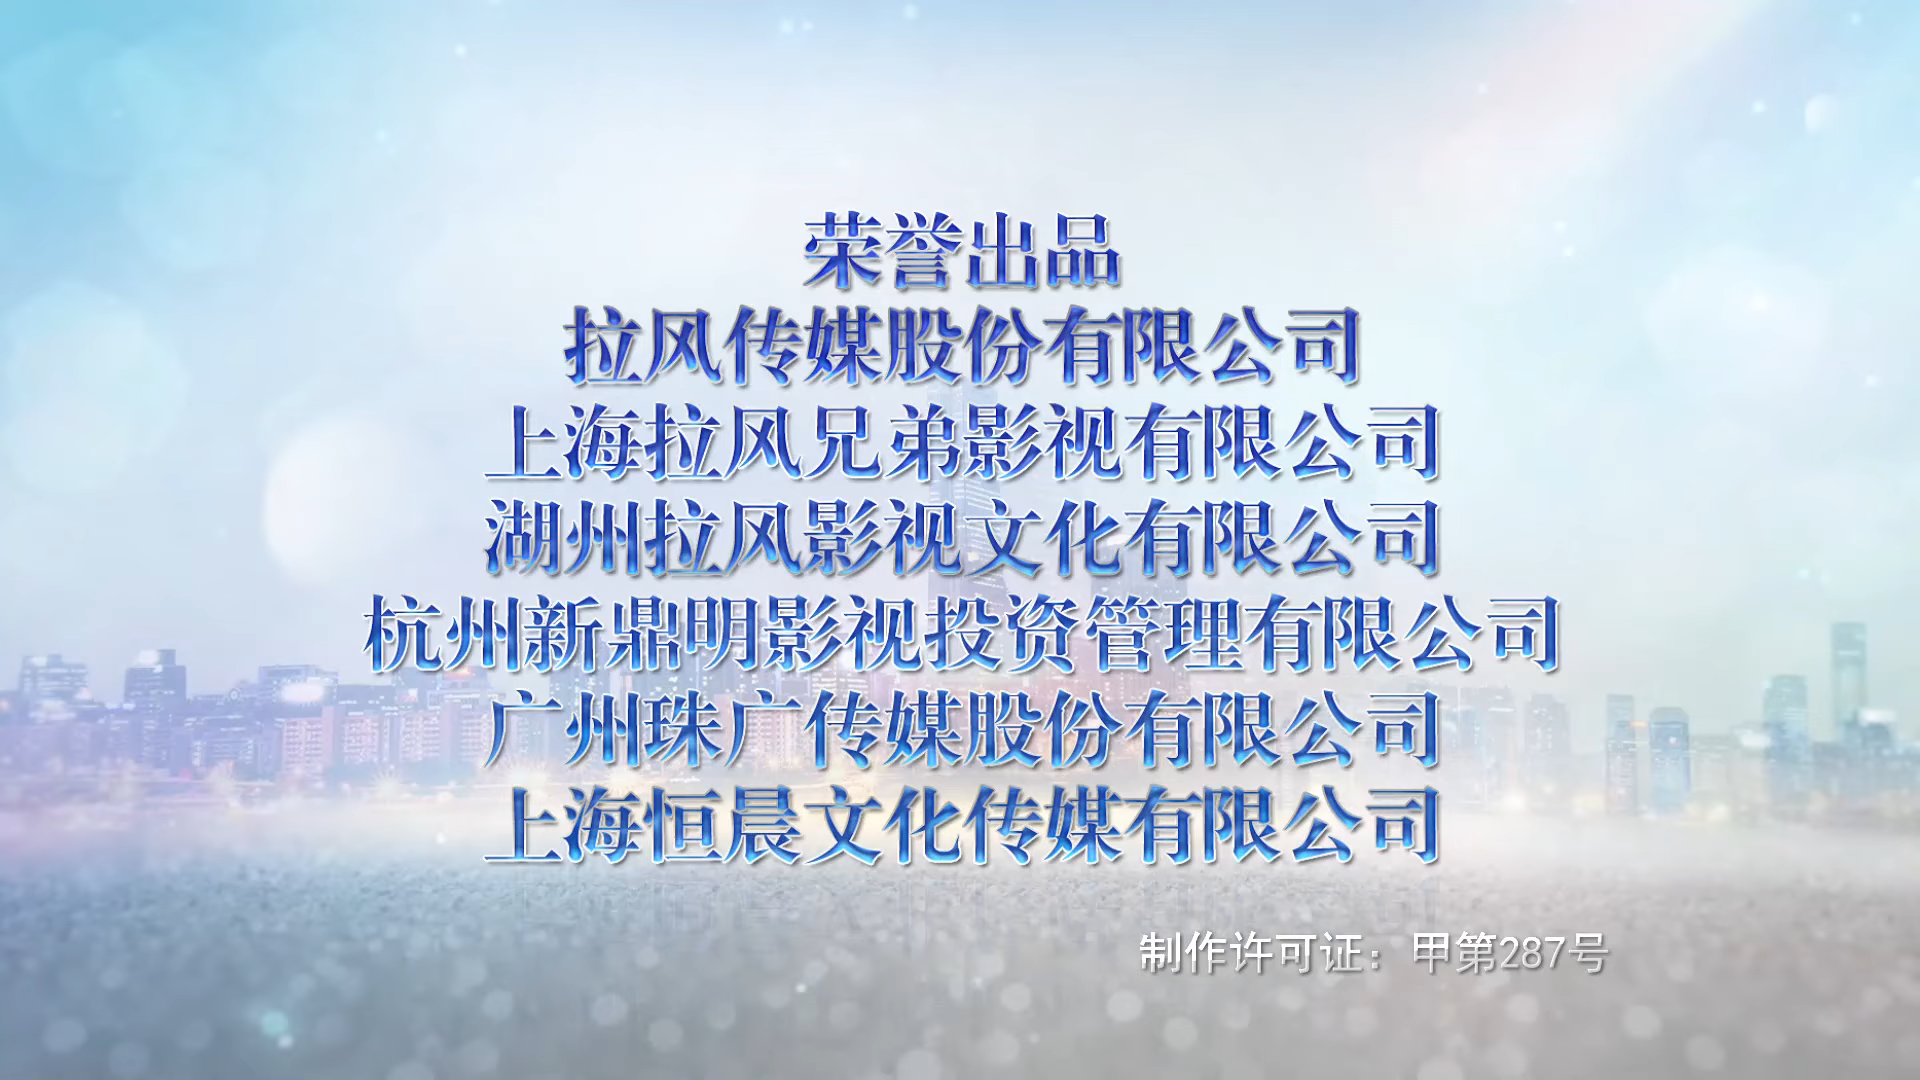 荣誉出品
拉风传媒股份有限公司
上海拉风兄弟影视有限公司
湖州拉风影视文化有限公司
杭州新鼎明影视投资管理有限公司
广州珠广传媒股份有限公司
上海恒晨文化传媒有限公司
制作许可证：甲第287号